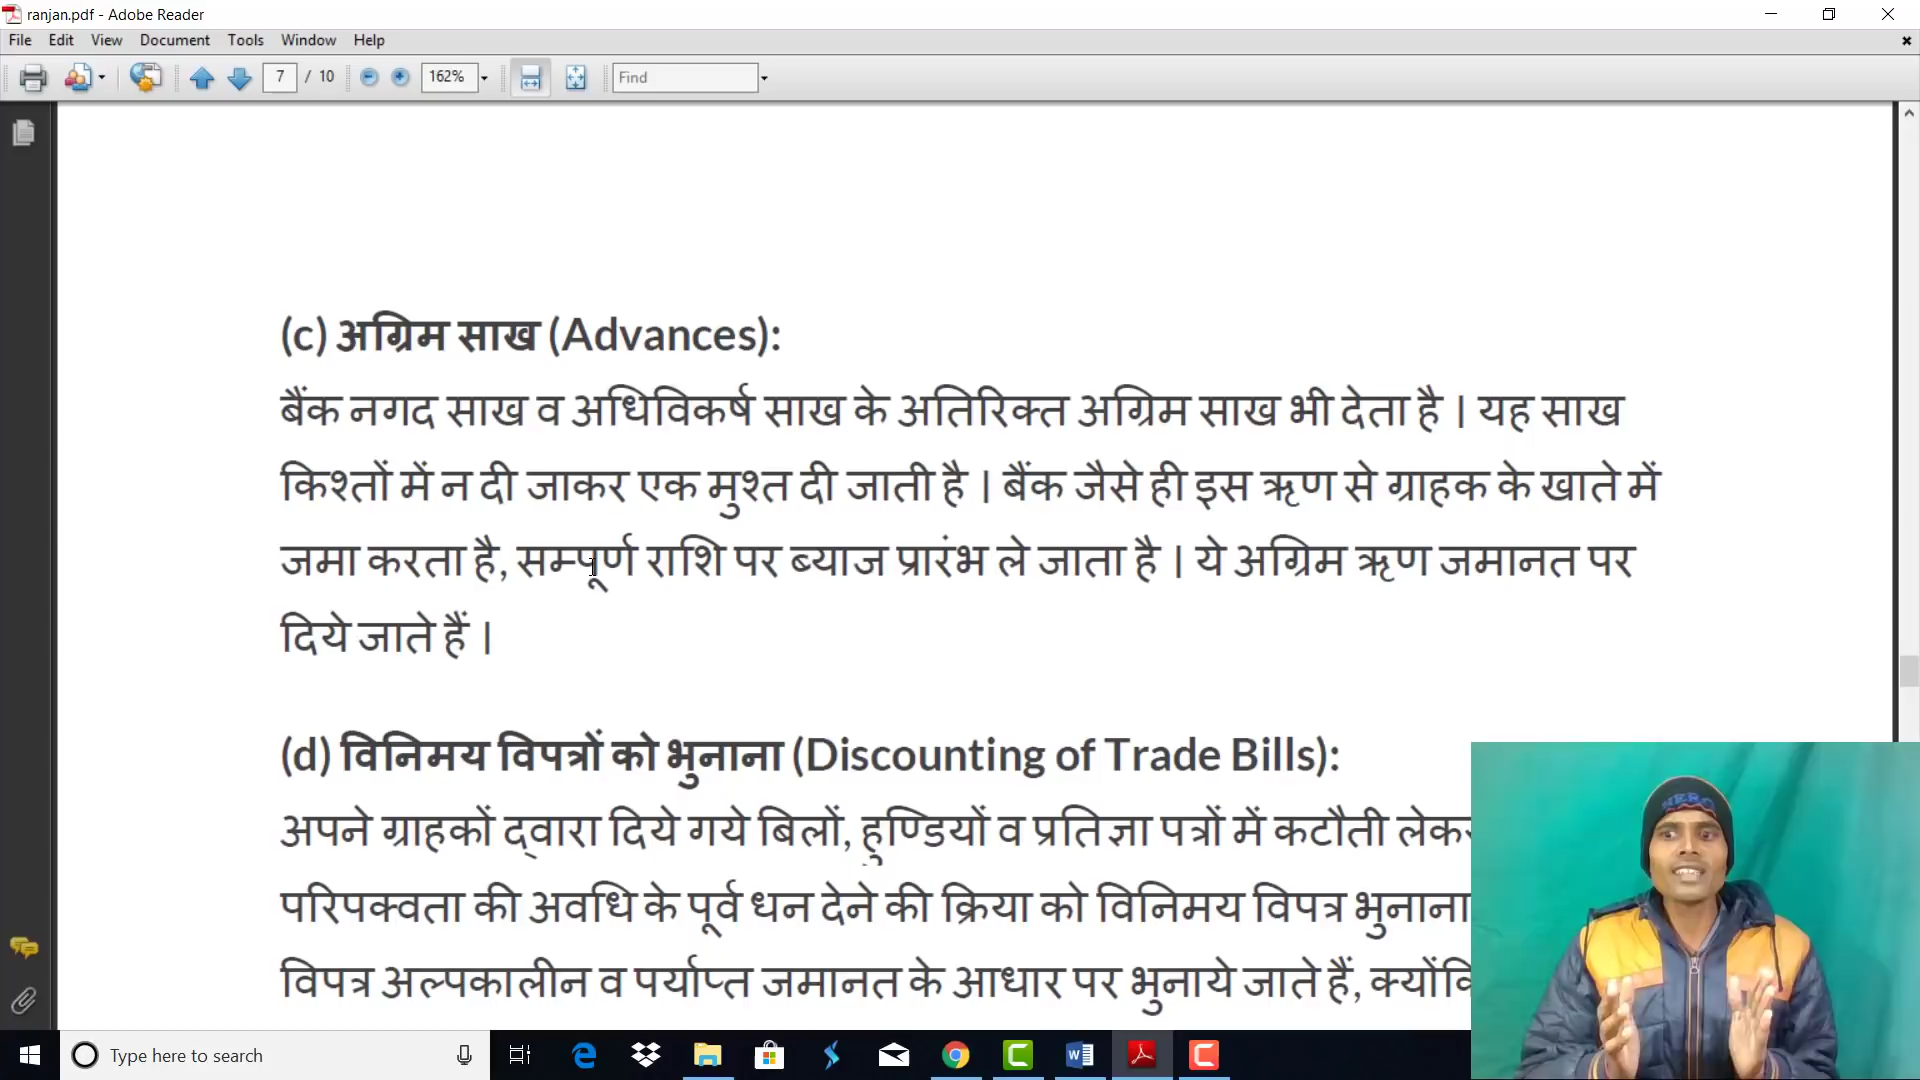 ranjan.pdf - Adobe Reader
File Edit View Document Tools Window Help
7 / 10 162% Find
(c) अग्रिम साख (Advances):
बैंक नगद साख व अधिविकर्ष साख के अतिरिक्त अग्रिम साख भी देता है । यह साख
किश्तों में न दी जाकर एक मुश्त दी जाती है । बैंक जैसे ही इस ऋण से ग्राहक के खाते में
जमा करता है, सम्पूर्ण राशि पर ब्याज प्रारंभ ले जाता है । ये अग्रिम ऋण जमानत पर
दिये जाते हैं ।
(d) विनिमय विपत्रों को भुनाना (Discounting of Trade Bills):
अपने ग्राहकों द्वारा दिये गये बिलों, हुण्डियों व प्रतिज्ञा पत्रों में कटौती
परिपक्वता की अवधि के पूर्व धन देने की क्रिया को विनिमय विपत्र भुनाना
विपत्र अल्पकालीन व पर्याप्त जमानत के आधार पर भुनाये जाते हैं,
HERO
Type here to search